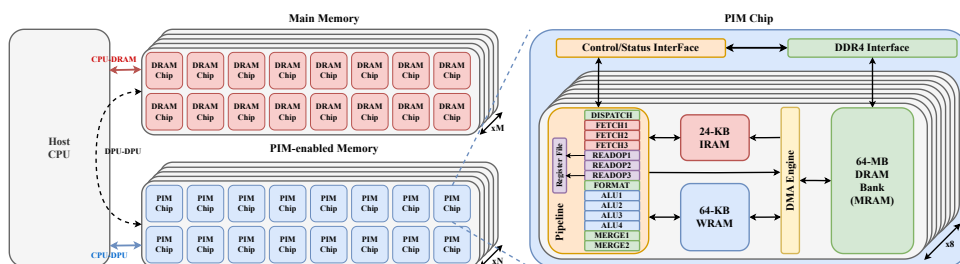 Main Memory
PIM Chip
Host
CPU
CPU-DRAM
DPU-DPU
CPU-DPU
DRAM Chip DRAM Chip DRAM Chip DRAM Chip DRAM Chip DRAM Chip DRAM Chip DRAM Chip
DRAM Chip DRAM Chip DRAM Chip DRAM Chip DRAM Chip DRAM Chip DRAM Chip DRAM Chip
xM
PIM-enabled Memory
PIM Chip PIM Chip PIM Chip PIM Chip PIM Chip PIM Chip PIM Chip PIM Chip
PIM Chip PIM Chip PIM Chip PIM Chip PIM Chip PIM Chip PIM Chip PIM Chip
xN
Control/Status InterFace
DDR4 Interface
Pipeline
Register File
DISPATCH
FETCH1
FETCH2
FETCH3
READOP1
READOP2
READOP3
FORMAT
ALU1
ALU2
ALU3
ALU4
MERGE1
MERGE2
24-KB
IRAM
64-KB
WRAM
DMA Engine
64-MB
DRAM
Bank
(MRAM)
x8